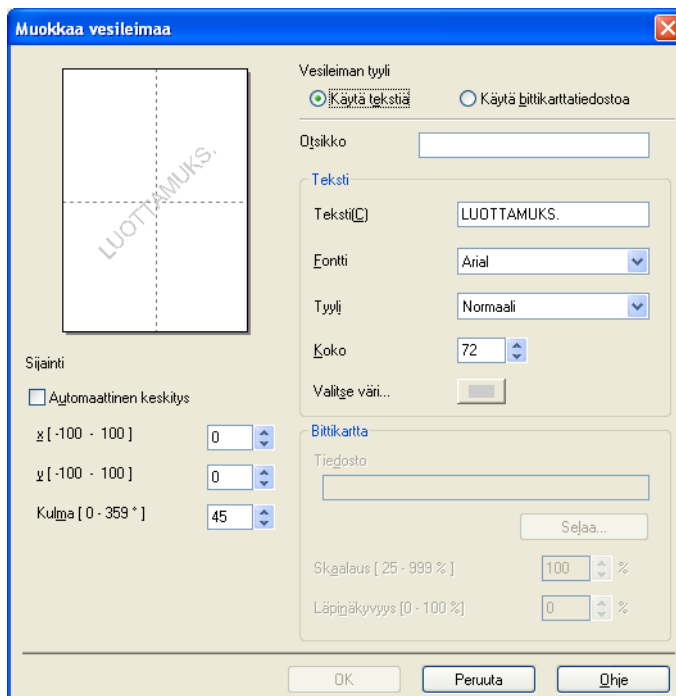 Muokkaa vesileimaa
LUOTTAMUKS.
Sijainti
Automaattinen keskitys
x [ -100 - 100 ] 0
y [ -100 - 100 ] 0
Kulma [ 0 - 359 ° ] 45
Vesileiman tyyli
Käytä tekstiä Käytä bittikarttatiedostoa
Otsikko
Teksti
Teksti(C) LUOTTAMUKS.
Fontti Arial
Tyyli Normaali
Koko 72
Valitse väri...
Bittikartta
Tiedosto
Selaa...
Skaalaus [ 25 - 999 % ] 100 %
Läpinäkyvyys [0 - 100 %] 0 %
OK Peruuta Ohje